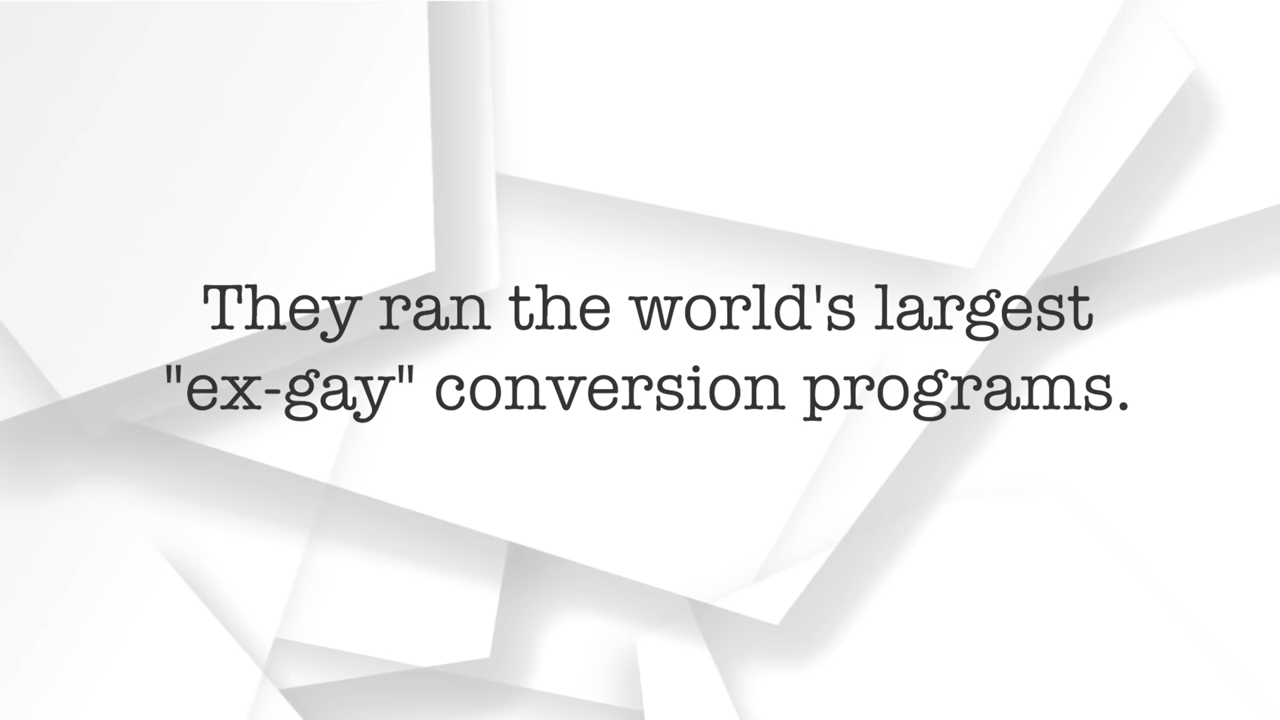 They ran the world's largest
"ex-gay" conversion programs.